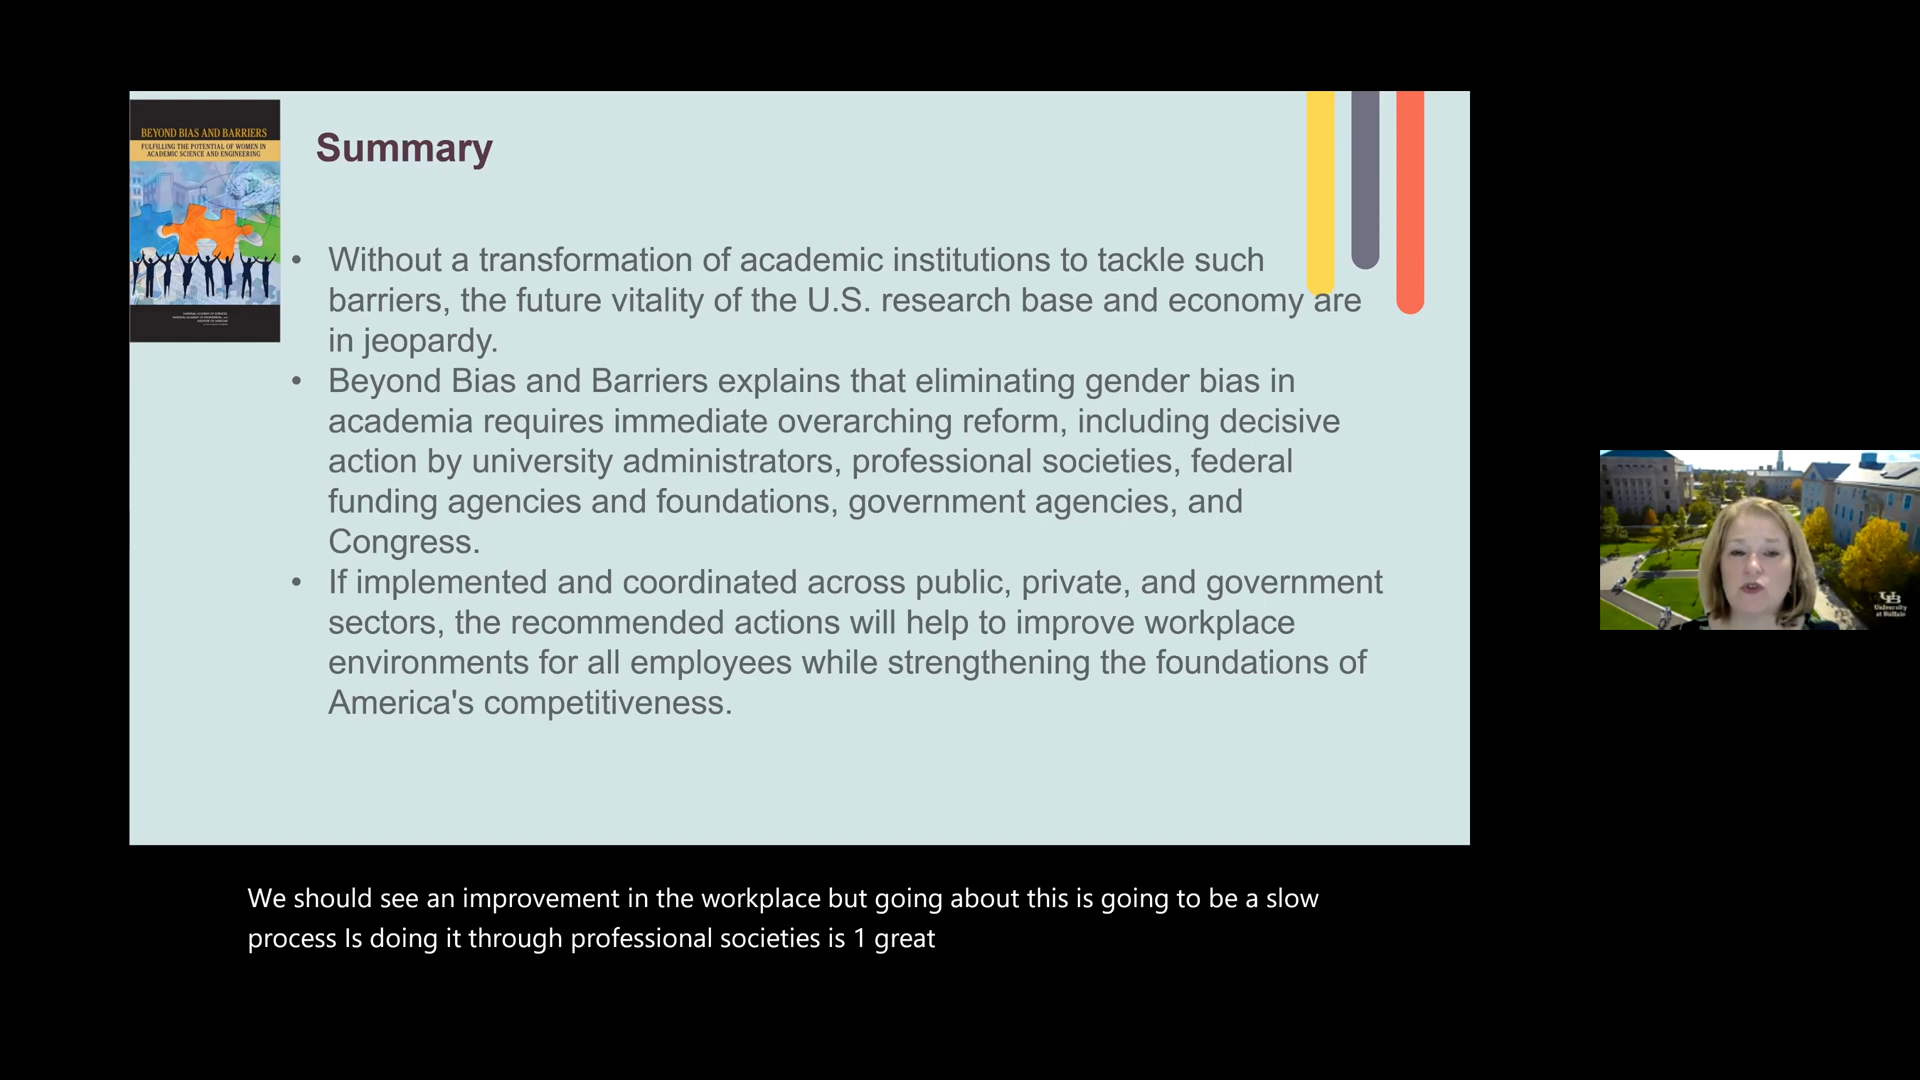 BEYOND BIAS AND BARRIERS
FULFILLING THE POTENTIAL OF WOMEN IN
ACADEMIC SCIENCE AND ENGINEERING
Summary
• Without a transformation of academic institutions to tackle such
barriers, the future vitality of the U.S. research base and economy are
in jeopardy.
• Beyond Bias and Barriers explains that eliminating gender bias in
academia requires immediate overarching reform, including decisive
action by university administrators, professional societies, federal
funding agencies and foundations, government agencies, and
Congress.
• If implemented and coordinated across public, private, and government
sectors, the recommended actions will help to improve workplace
environments for all employees while strengthening the foundations of
America's competitiveness.
University
at Buffalo
We should see an improvement in the workplace but going about this is going to be a slow
process Is doing it through professional societies is 1 great